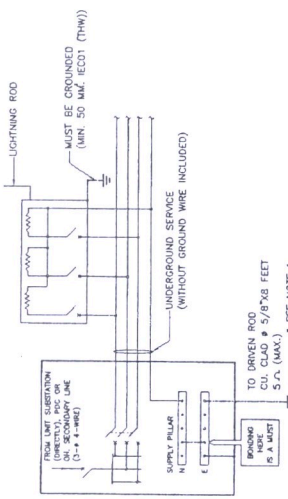 LIGHTNING ROD
MUST BE GROUNDED
(MIN. 50 MM. IEC01 (THW))
UNDERGROUND SERVICE
(WITHOUT GROUND WIRE INCLUDED)
FROM UNIT SUBSTATION
(DIRECTLY), PDC OR
OH. SECONDARY LINE
(3-φ 4-WIRE)
SUPPLY PILLAR
N
E
BONDING
HERE
IS A MUST
TO DRIVEN ROD
CU. CLAD φ 5/8"X8 FEET
5 Ω (MAX.)